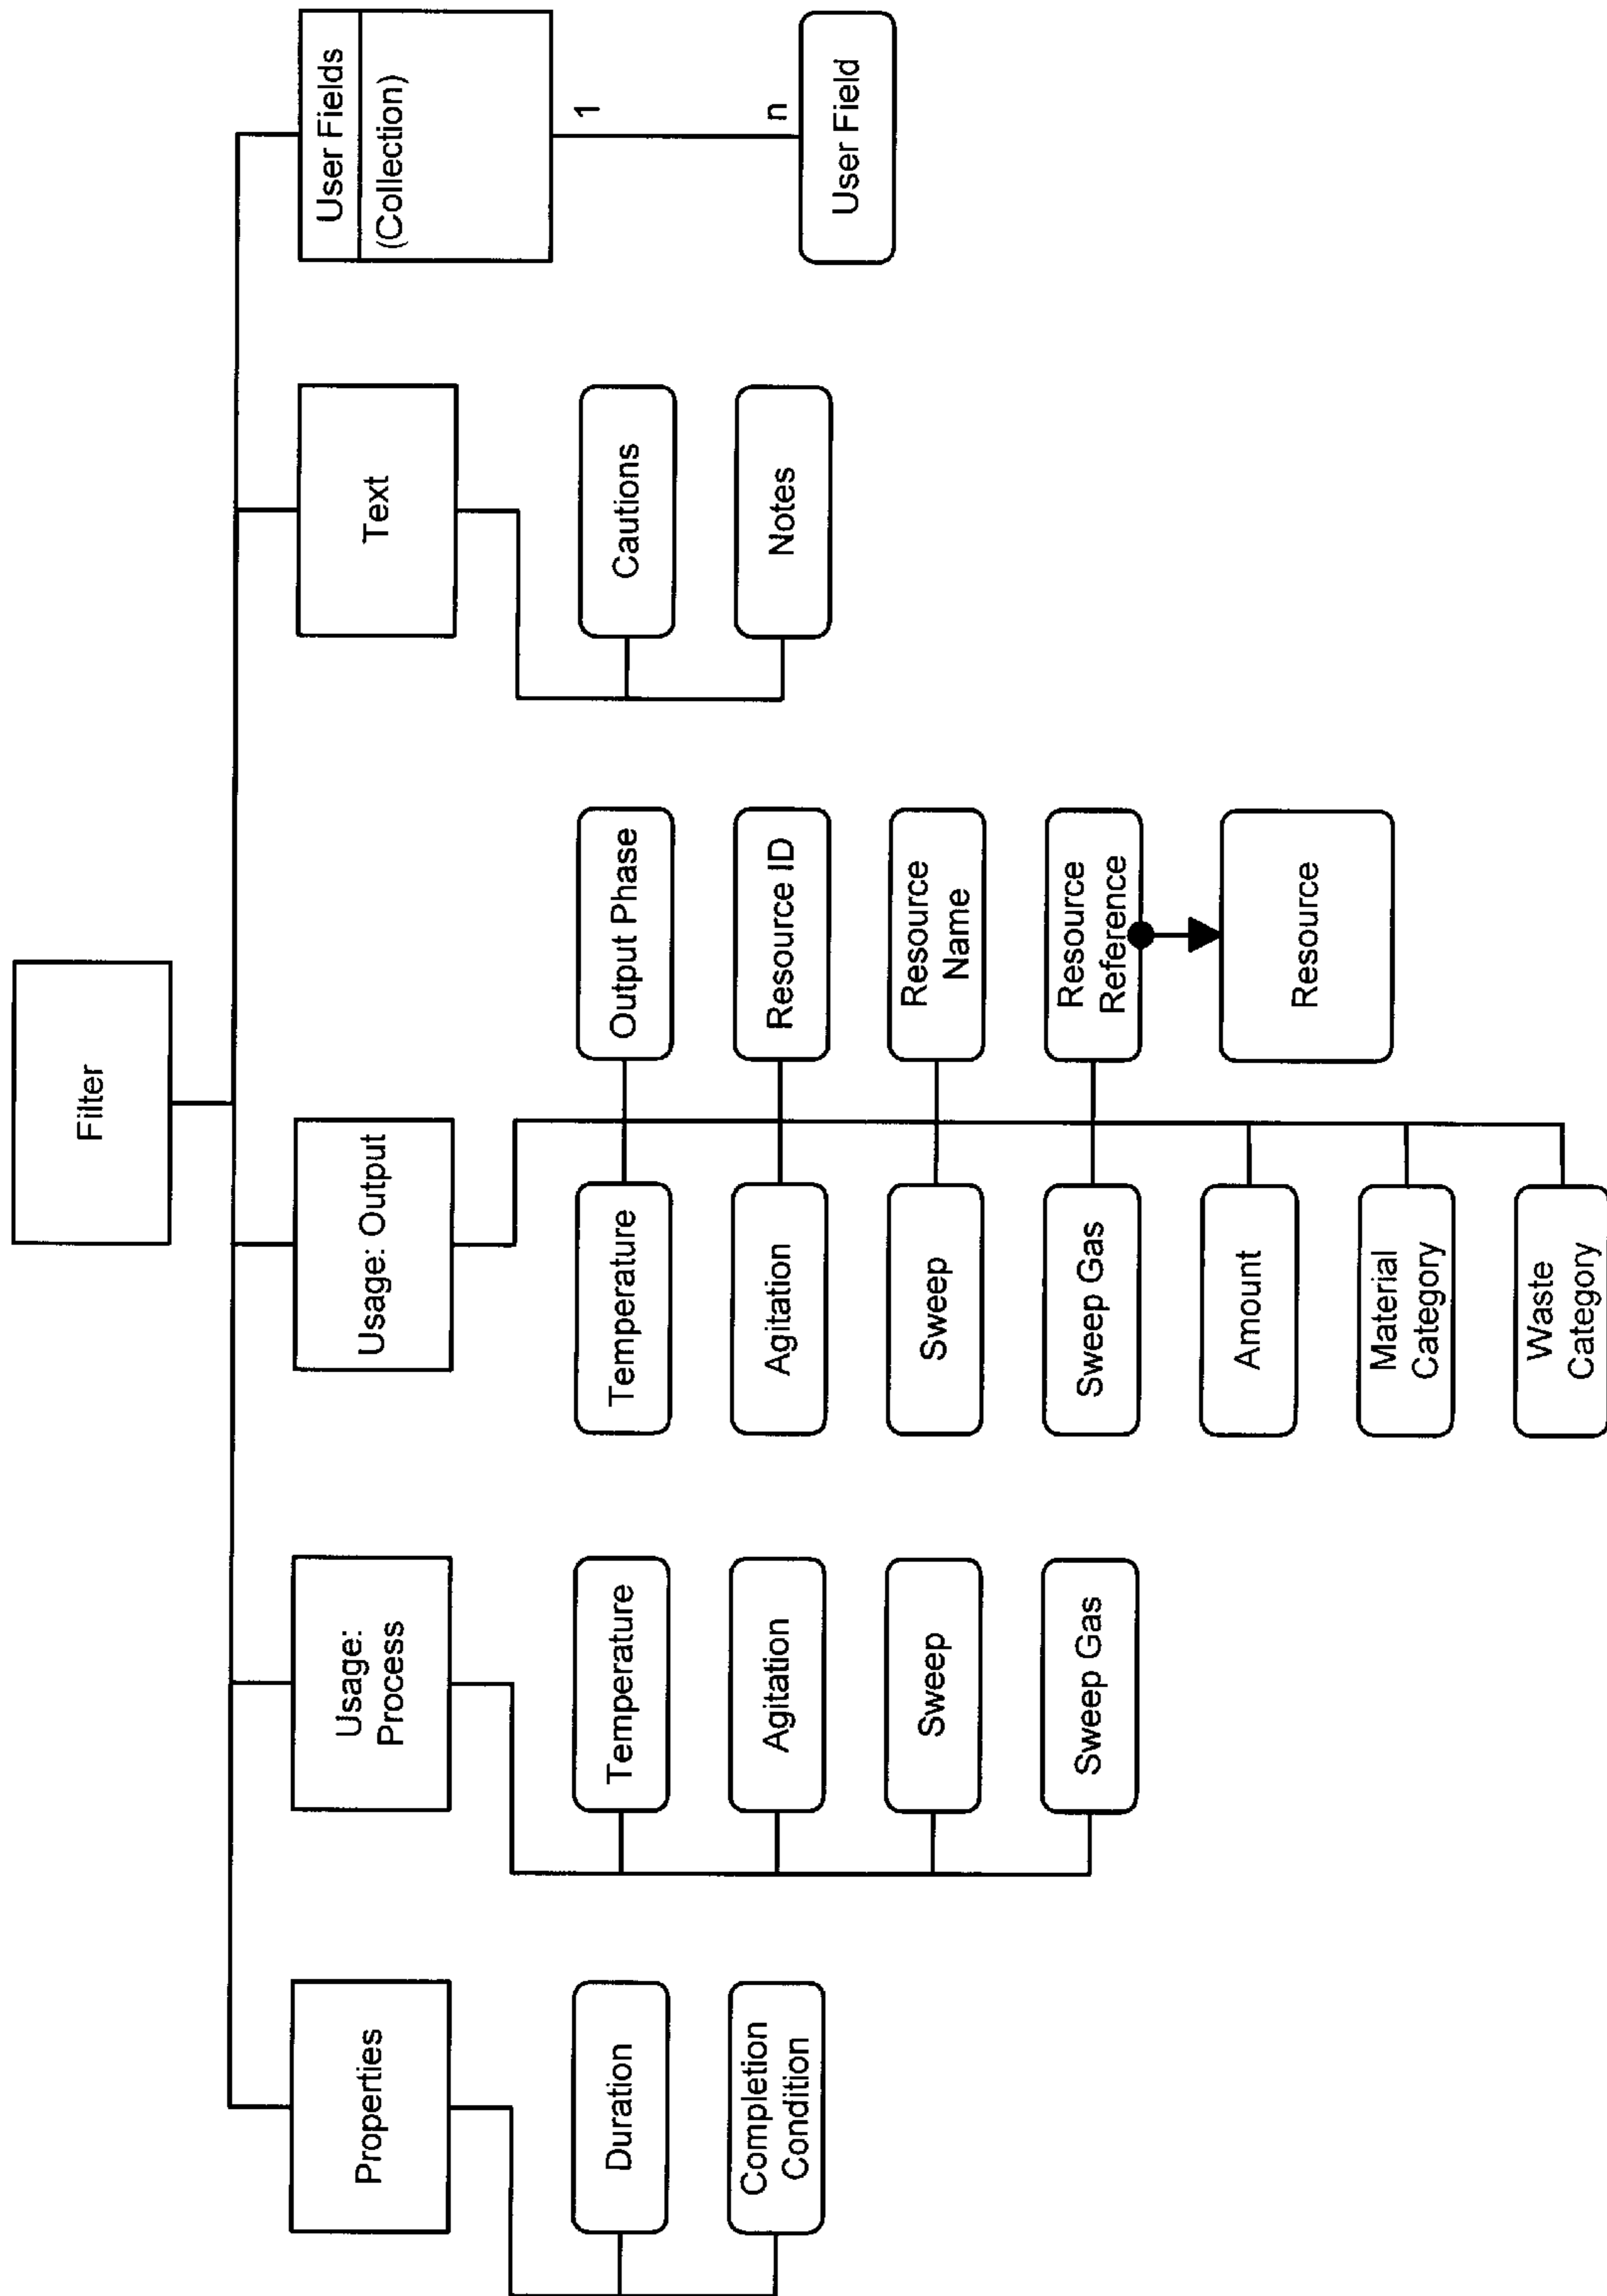 Filter
Properties
Usage:
Process
Usage: Output
Text
User Fields
(Collection)
1
n
User Field
Duration
Completion
Condition
Temperature
Agitation
Sweep
Sweep Gas
Temperature
Agitation
Sweep
Sweep Gas
Amount
Material
Category
Waste
Category
Output Phase
Resource ID
Resource
Name
Resource
Reference
Resource
Cautions
Notes